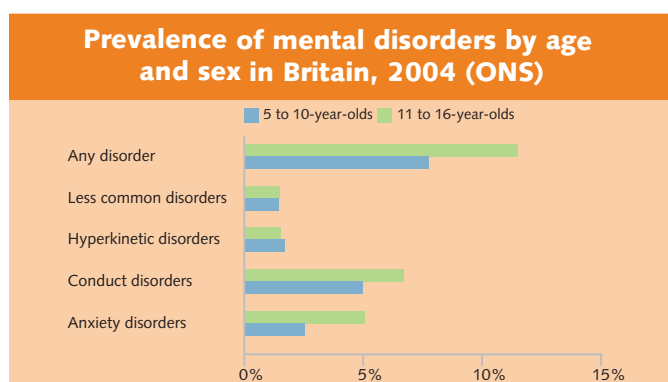 Prevalence of mental disorders by age
and sex in Britain, 2004 (ONS)
5 to 10-year-olds 11 to 16-year-olds
Any disorder
Less common disorders
Hyperkinetic disorders
Conduct disorders
Anxiety disorders
0% 5% 10% 15%